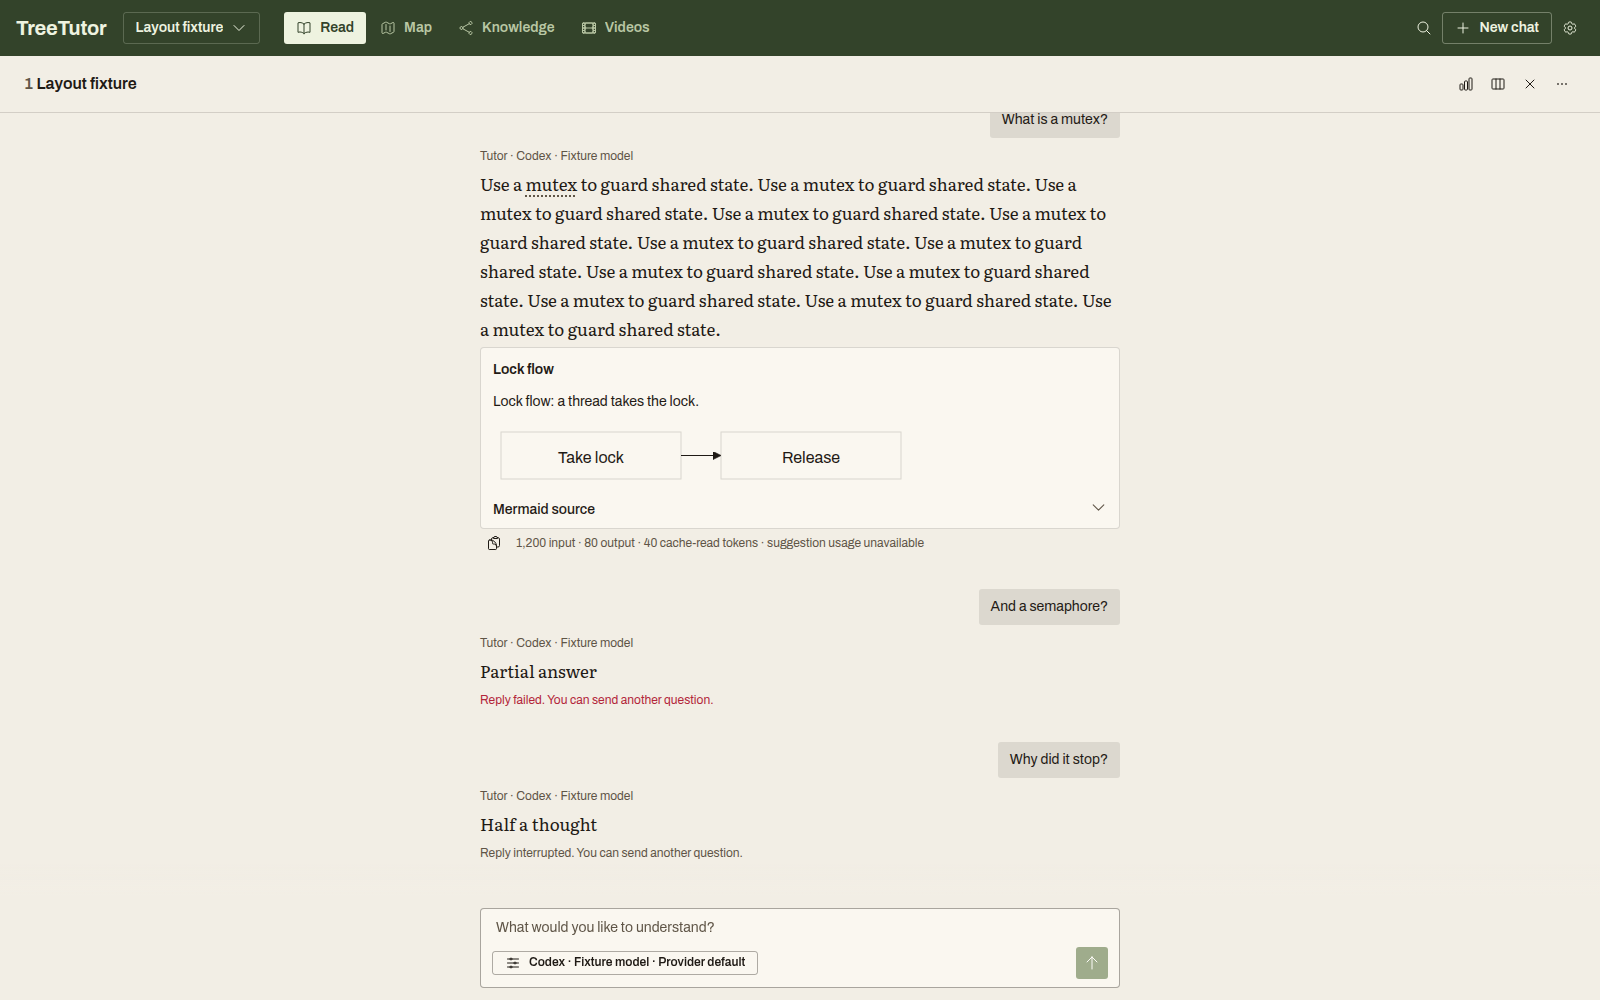 TreeTutor Layout fixture Read Map Knowledge Videos New chat
1 Layout fixture
What is a mutex?
Tutor · Codex · Fixture model
Use a mutex to guard shared state. Use a mutex to guard shared state. Use a
mutex to guard shared state. Use a mutex to guard shared state. Use a mutex to
guard shared state. Use a mutex to guard shared state. Use a mutex to guard
shared state. Use a mutex to guard shared state. Use a mutex to guard shared
state. Use a mutex to guard shared state. Use a mutex to guard shared state. Use
a mutex to guard shared state.
Lock flow
Lock flow: a thread takes the lock.
Take lock Release
Mermaid source
1,200 input · 80 output · 40 cache-read tokens · suggestion usage unavailable
And a semaphore?
Tutor · Codex · Fixture model
Partial answer
Reply failed. You can send another question.
Why did it stop?
Tutor · Codex · Fixture model
Half a thought
Reply interrupted. You can send another question.
What would you like to understand?
Codex · Fixture model · Provider default